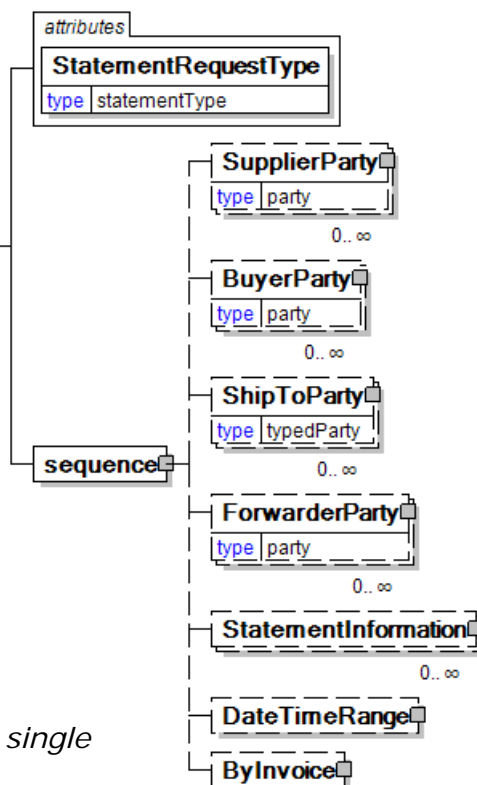 attributes
StatementRequestType
type statementType
SupplierParty
type party
0.. ∞
BuyerParty
type party
0.. ∞
ShipToParty
type typedParty
0.. ∞
sequence
ForwarderParty
type party
0.. ∞
StatementInformation
0.. ∞
DateTimeRange
single
ByInvoice